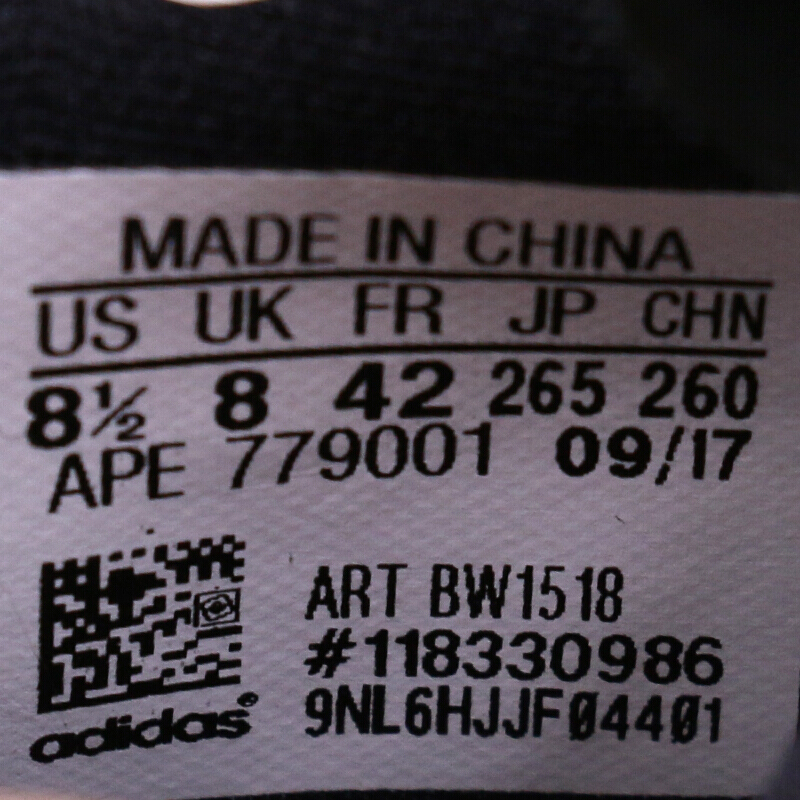 MADE IN CHINA
US UK FR JP CHN
8½ 8 42 265 260
APE 779001 09/17
ART BW1518
#118330986
9NL6HJJF04401
adidas®